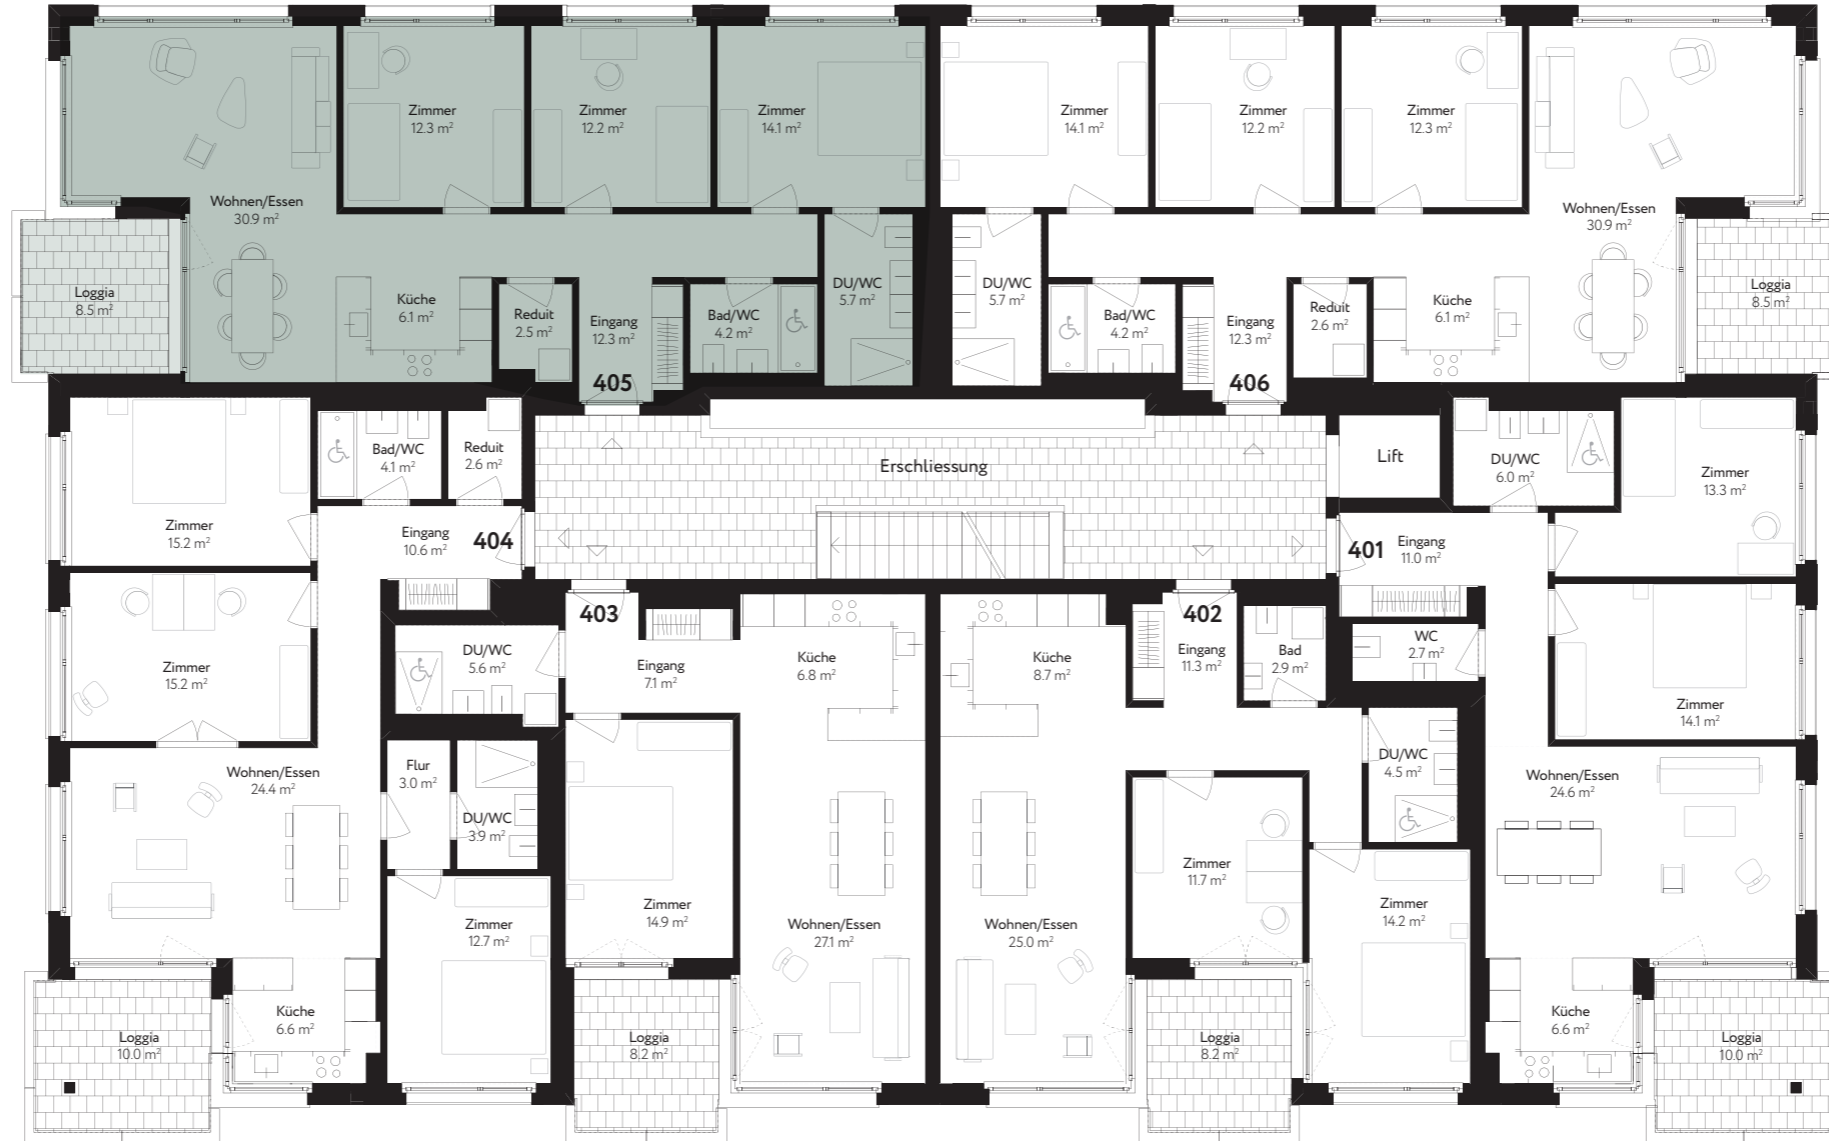 Zimmer
12.3 m²
Zimmer
12.2 m²
Zimmer
14.1 m²
Wohnen/Essen
30.9 m²
Loggia
8.5 m²
Küche
6.1 m²
Reduit
2.5 m²
Eingang
12.3 m²
405
Bad/WC
4.2 m²
DU/WC
5.7 m²
Zimmer
14.1 m²
Zimmer
12.2 m²
Zimmer
12.3 m²
Wohnen/Essen
30.9 m²
Loggia
8.5 m²
DU/WC
5.7 m²
Bad/WC
4.2 m²
Eingang
12.3 m²
406
Reduit
2.6 m²
Küche
6.1 m²
Erschliessung
Lift
Zimmer
15.2 m²
Bad/WC
4.1 m²
Reduit
2.6 m²
Eingang
10.6 m²
404
Zimmer
15.2 m²
DU/WC
5.6 m²
Wohnen/Essen
24.4 m²
Flur
3.0 m²
DU/WC
3.9 m²
Zimmer
12.7 m²
Küche
6.6 m²
Loggia
10.0 m²
403
Eingang
7.1 m²
Küche
6.8 m²
Zimmer
14.9 m²
Wohnen/Essen
27.1 m²
Loggia
8.2 m²
Küche
8.7 m²
402
Eingang
11.3 m²
Bad
2.9 m²
DU/WC
4.5 m²
Zimmer
11.7 m²
Zimmer
14.2 m²
Wohnen/Essen
25.0 m²
Loggia
8.2 m²
401
Eingang
11.0 m²
DU/WC
6.0 m²
Zimmer
13.3 m²
WC
2.7 m²
Zimmer
14.1 m²
Wohnen/Essen
24.6 m²
Küche
6.6 m²
Loggia
10.0 m²